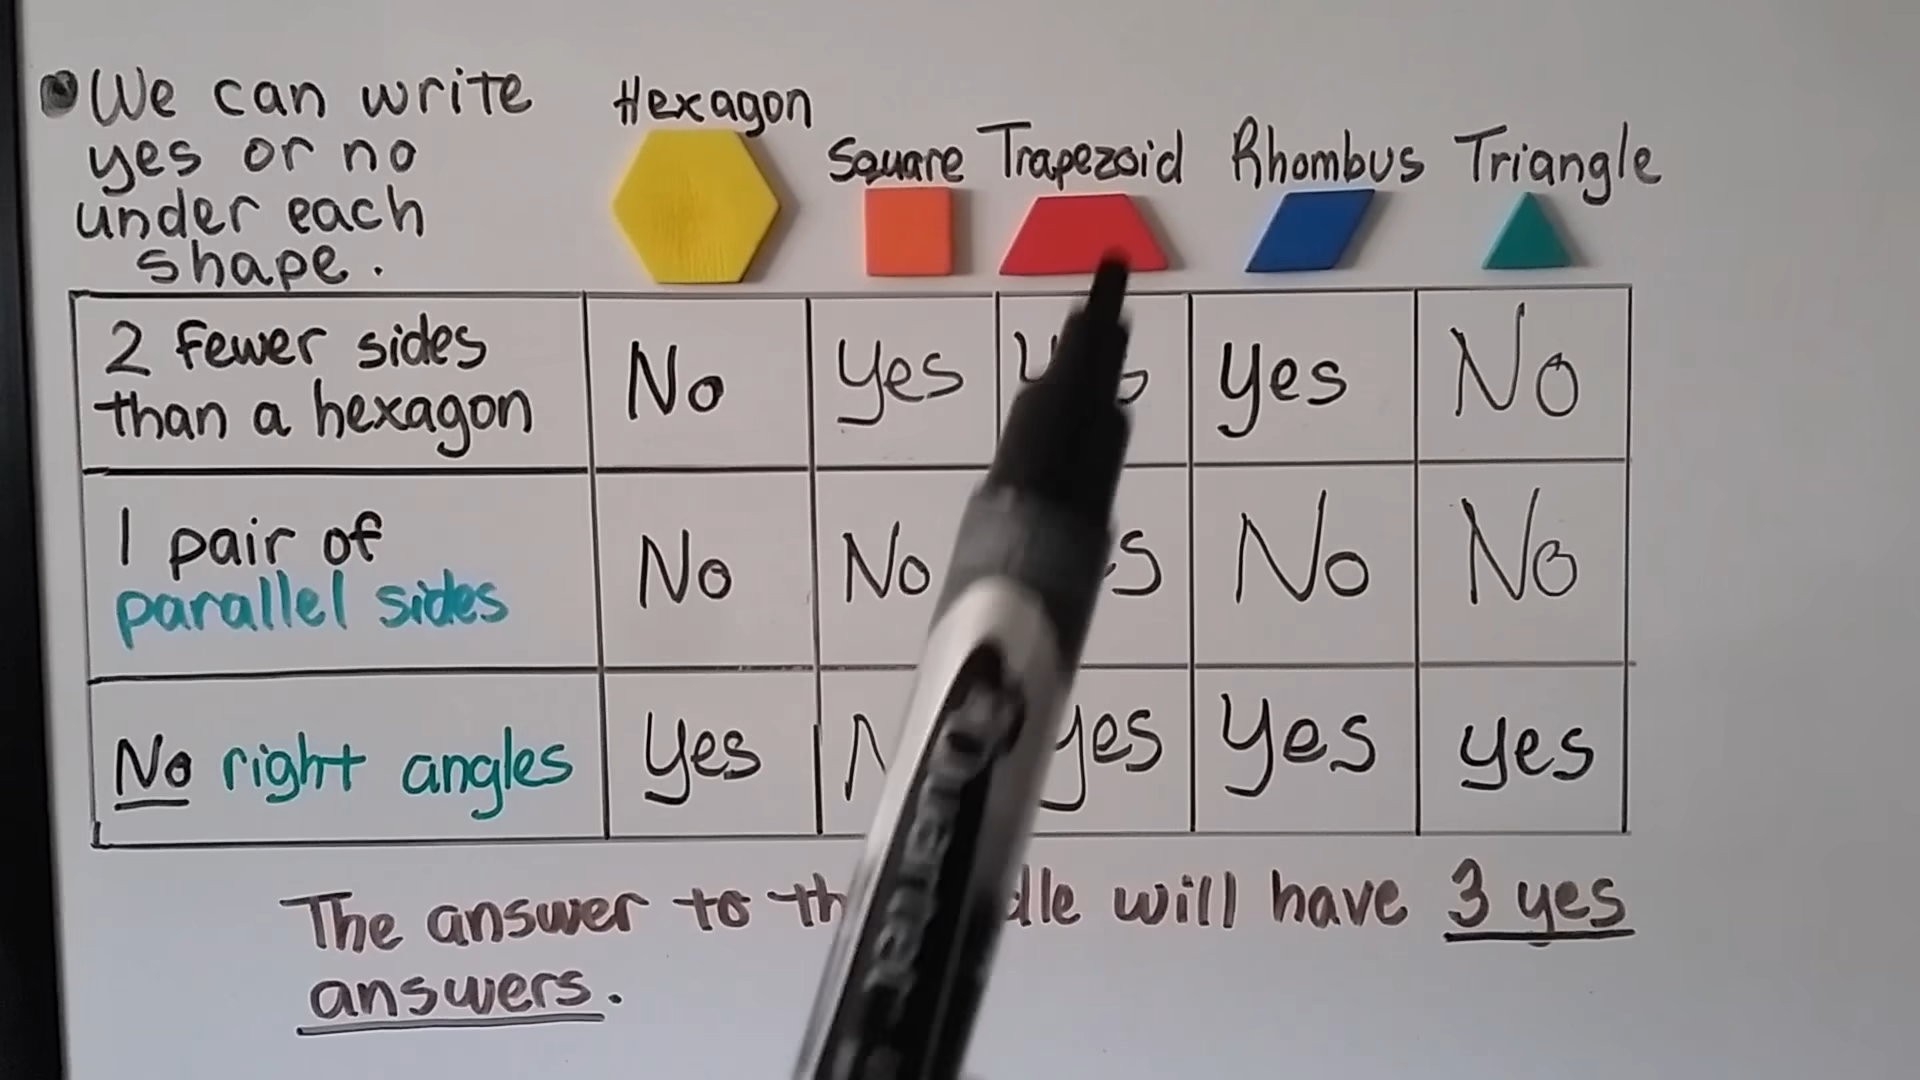 We can write
yes or no
under each
shape.
Hexagon
Square Trapezoid Rhombus Triangle
2 fewer sides
than a hexagon
No yes yes No
1 pair of
parallel sides
No No No No
No right angles
yes yes yes yes
The answer to will have 3 yes
answers.